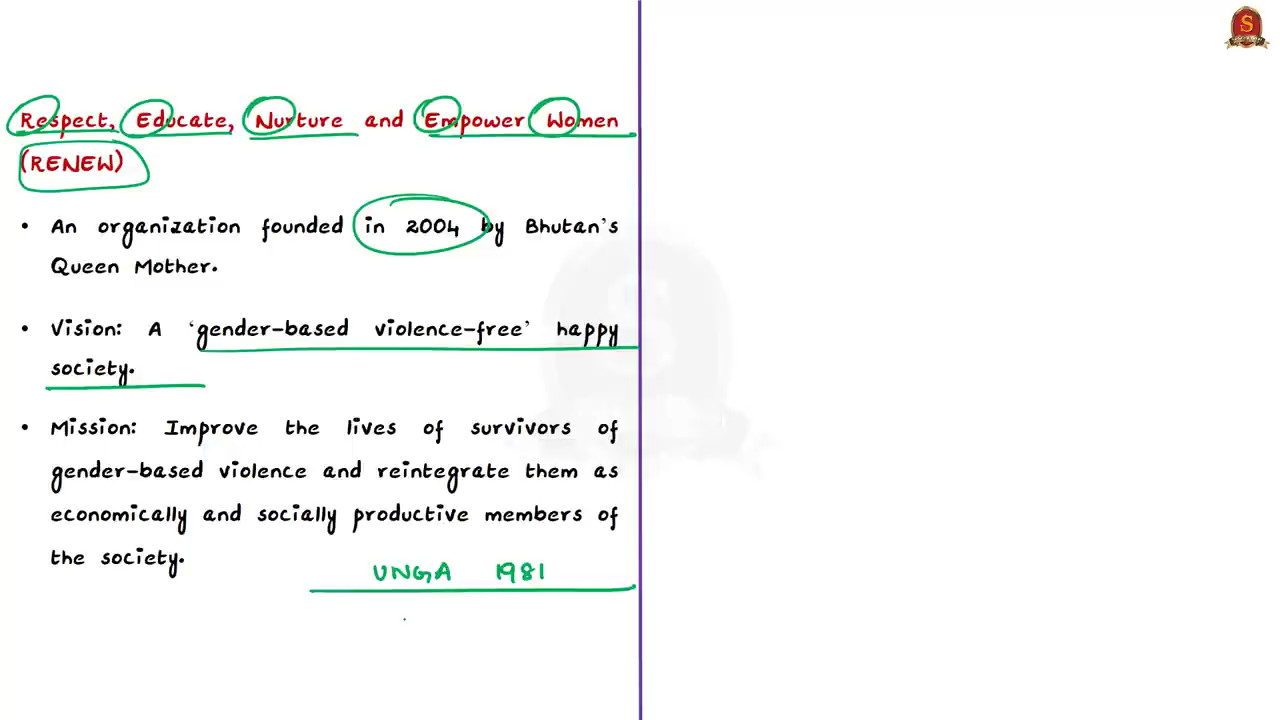 Respect, Educate, Nurture and Empower Women
(RENEW)
• An organization founded in 2004 by Bhutan's
Queen Mother.
• Vision: A 'gender-based violence-free' happy
society.
• Mission: Improve the lives of survivors of
gender-based violence and reintegrate them as
economically and socially productive members of
the society.
UNGA 1981
S